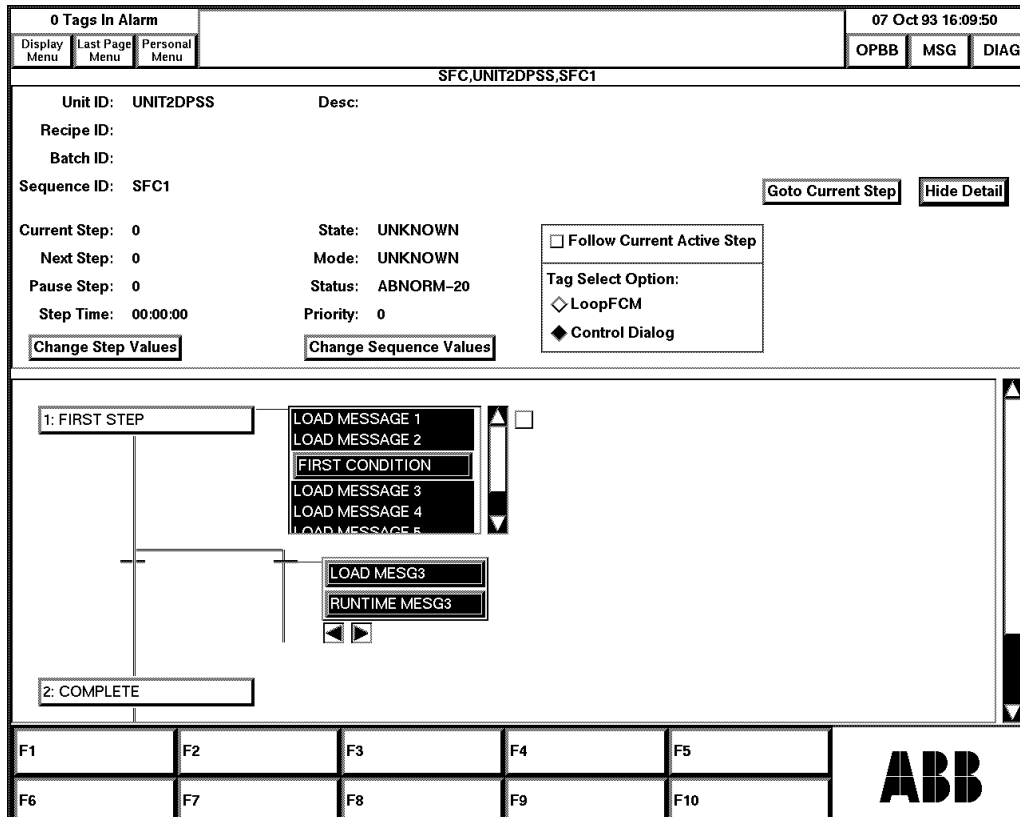 0 Tags In Alarm
07 Oct 93 16:09:50
Display Menu
Last Page Menu
Personal Menu
OPBB
MSG
DIAG
SFC,UNIT2DPSS,SFC1
Unit ID: UNIT2DPSS
Desc:
Recipe ID:
Batch ID:
Sequence ID: SFC1
Goto Current Step
Hide Detail
Current Step: 0
State: UNKNOWN
Follow Current Active Step
Next Step: 0
Mode: UNKNOWN
Pause Step: 0
Status: ABNORM-20
Tag Select Option:
LoopFCM
Step Time: 00:00:00
Priority: 0
Control Dialog
Change Step Values
Change Sequence Values
1: FIRST STEP
LOAD MESSAGE 1
LOAD MESSAGE 2
FIRST CONDITION
LOAD MESSAGE 3
LOAD MESSAGE 4
LOAD MESSAGE 5
LOAD MESG3
RUNTIME MESG3
2: COMPLETE
F1
F2
F3
F4
F5
F6
F7
F8
F9
F10
ABB